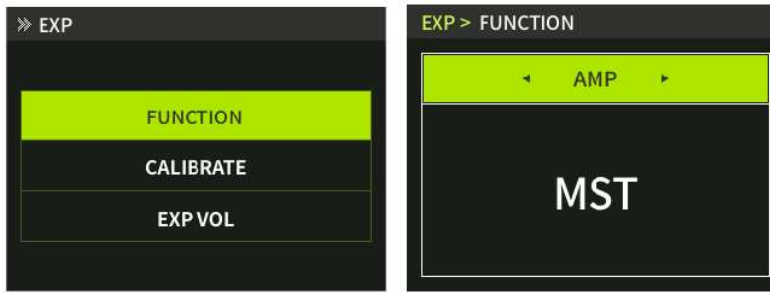 EXP
FUNCTION
CALIBRATE
EXP VOL
EXP > FUNCTION
AMP
MST